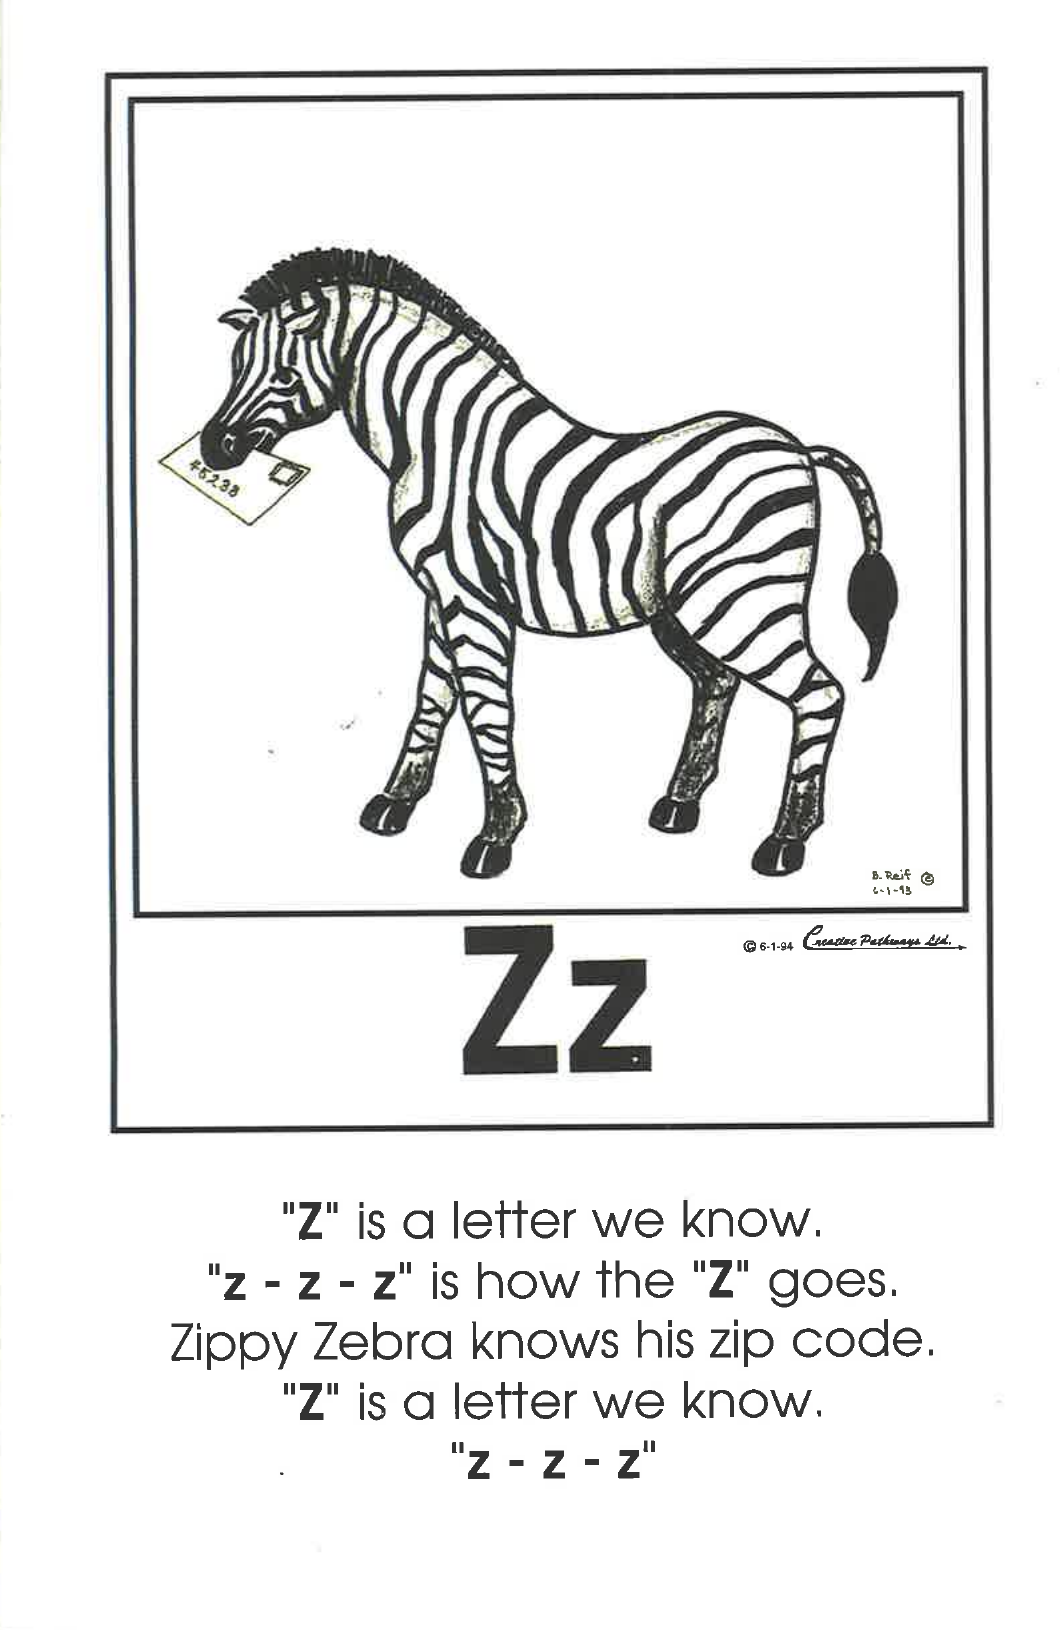 45233
B. Reif ©
6-1-93
© 6-1-94 Creative Pathways Ltd.
Zz
"Z" is a letter we know.
"z - z - z" is how the "Z" goes.
Zippy Zebra knows his zip code.
"Z" is a letter we know.
"z - z - z"